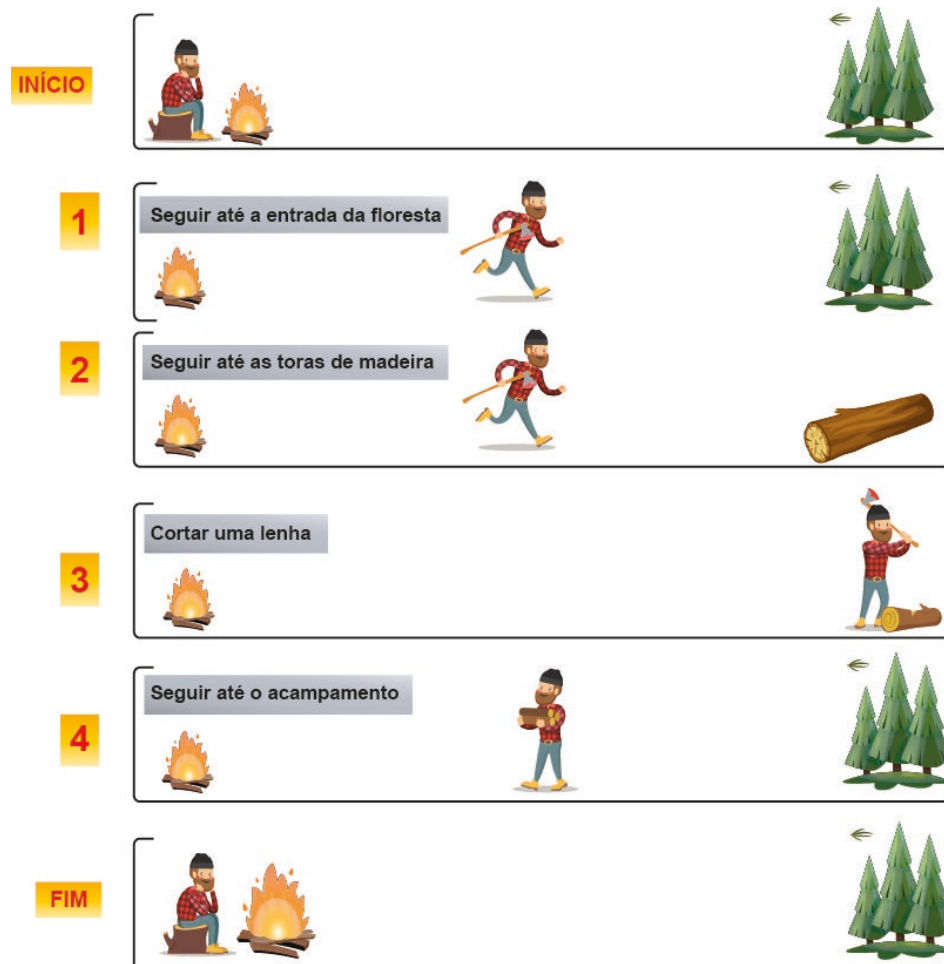 INÍCIO
1
Seguir até a entrada da floresta
2
Seguir até as toras de madeira
3
Cortar uma lenha
4
Seguir até o acampamento
FIM